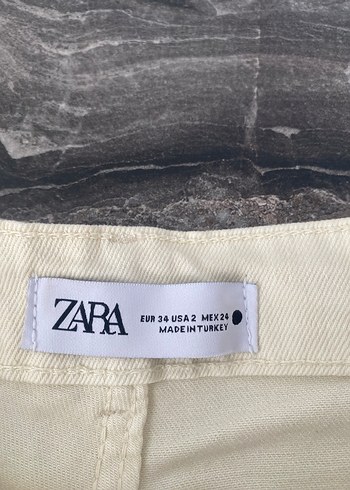 ZARA
EUR 34 USA 2 MEX 24
MADE IN TURKEY